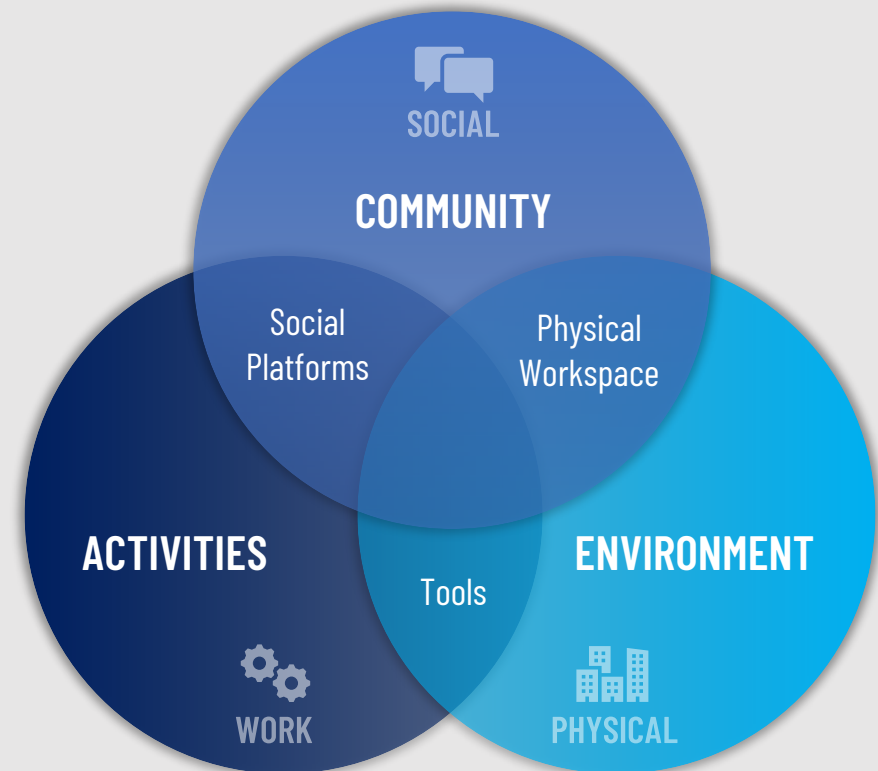 SOCIAL
COMMUNITY
Social
Platforms
Physical
Workspace
ACTIVITIES
ENVIRONMENT
Tools
WORK
PHYSICAL